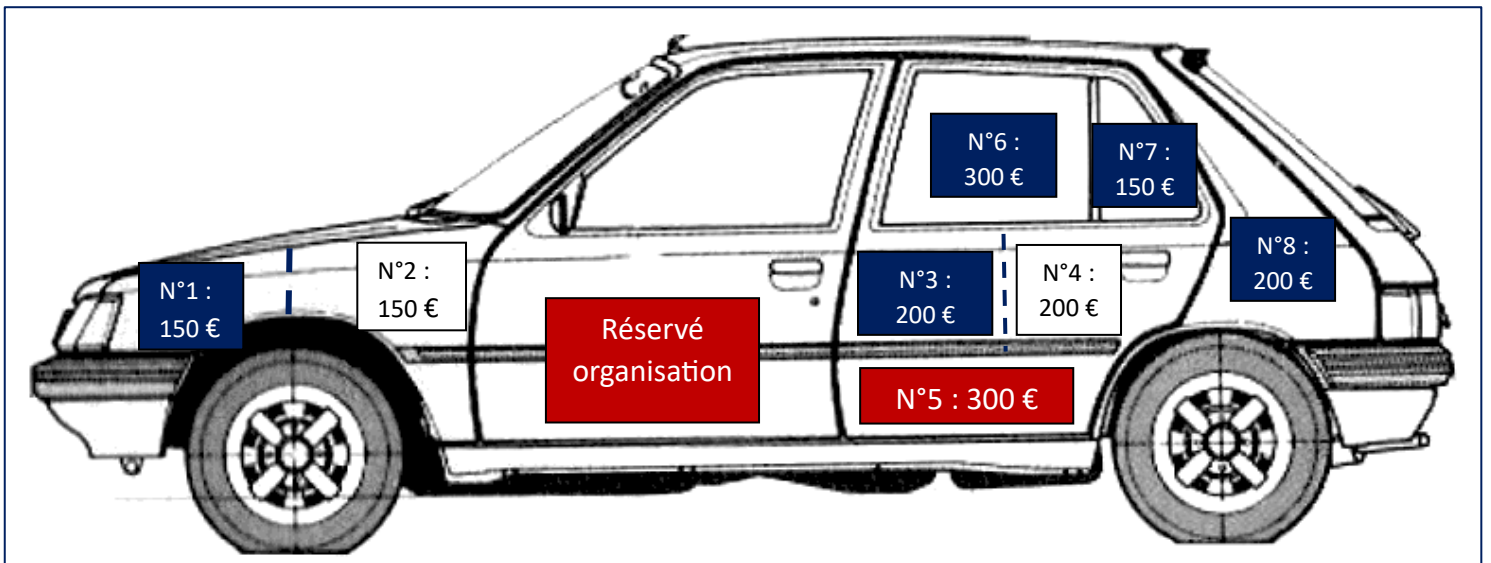 N°6 :
300 €
N°7 :
150 €
N°1 :
150 €
N°2 :
150 €
N°3 :
200 €
N°4 :
200 €
N°8 :
200 €
Réservé
organisation
N°5 : 300 €